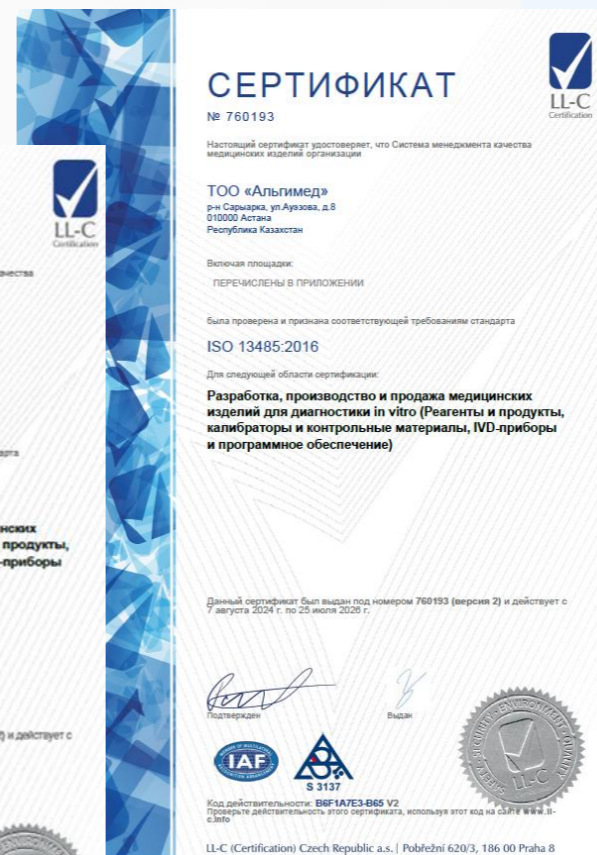 СЕРТИФИКАТ
№ 760193
LL-C
Certification
Настоящий сертификат удостоверяет, что Система менеджмента качества
медицинских изделий организации
ТОО «Альгимед»
р-н Сарыарка, ул.Ауэзова, д.8
010000 Астана
Республика Казахстан
Включая площадки:
ПЕРЕЧИСЛЕНЫ В ПРИЛОЖЕНИИ
была проверена и признана соответствующей требованиям стандарта
ISO 13485:2016
Для следующей области сертификации:
Разработка, производство и продажа медицинских
изделий для диагностики in vitro (Реагенты и продукты,
калибраторы и контрольные материалы, IVD-приборы
и программное обеспечение)
Данный сертификат был выдан под номером 760193 (версия 2) и действует с
7 августа 2024 г. по 25 июля 2026 г.
Подтвержден
Выдан
IAF
S 3137
LL-C
Код действительности: B6F1A7E3-B65 V2
Проверьте действительность этого сертификата, используя этот код на сайте www.ll-
c.info
LL-C (Certification) Czech Republic a.s. | Pobřežní 620/3, 186 00 Praha 8
LL-C
Certification
продукты,
-приборы
и действует с